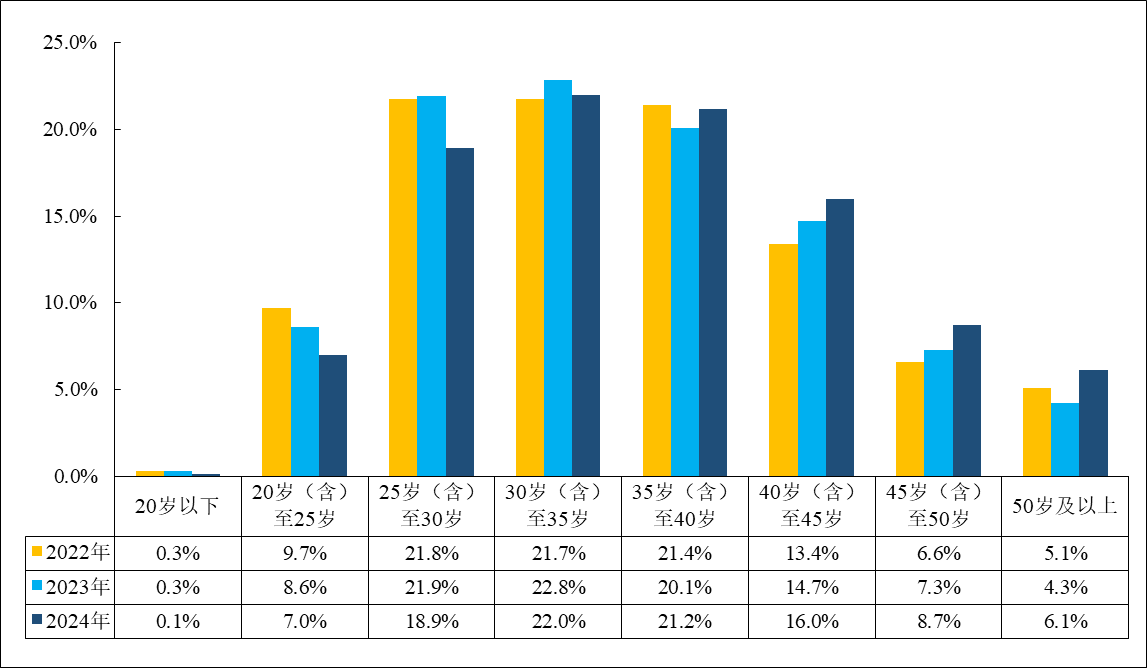 25.0%
20.0%
15.0%
10.0%
5.0%
0.0%
20岁以下 20岁（含）至25岁 25岁（含）至30岁 30岁（含）至35岁 35岁（含）至40岁 40岁（含）至45岁 45岁（含）至50岁 50岁及以上
2022年 0.3% 9.7% 21.8% 21.7% 21.4% 13.4% 6.6% 5.1%
2023年 0.3% 8.6% 21.9% 22.8% 20.1% 14.7% 7.3% 4.3%
2024年 0.1% 7.0% 18.9% 22.0% 21.2% 16.0% 8.7% 6.1%